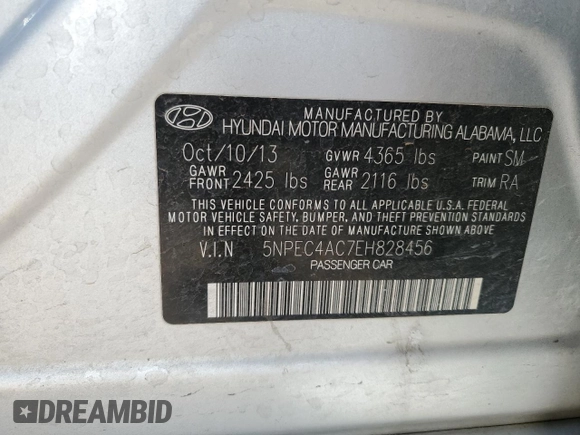 MANUFACTURED BY
HYUNDAI MOTOR MANUFACTURING ALABAMA, LLC
Oct/10/13 GVWR 4365 lbs PAINT SM
GAWR FRONT 2425 lbs GAWR REAR 2116 lbs TRIM RA
THIS VEHICLE CONFORMS TO ALL APPLICABLE U.S.A. FEDERAL
MOTOR VEHICLE SAFETY, BUMPER, AND THEFT PREVENTION STANDARDS
IN EFFECT ON THE DATE OF MANUFACTURE SHOWN ABOVE
V.I.N 5NPEC4AC7EH828456
PASSENGER CAR
DREAMBID